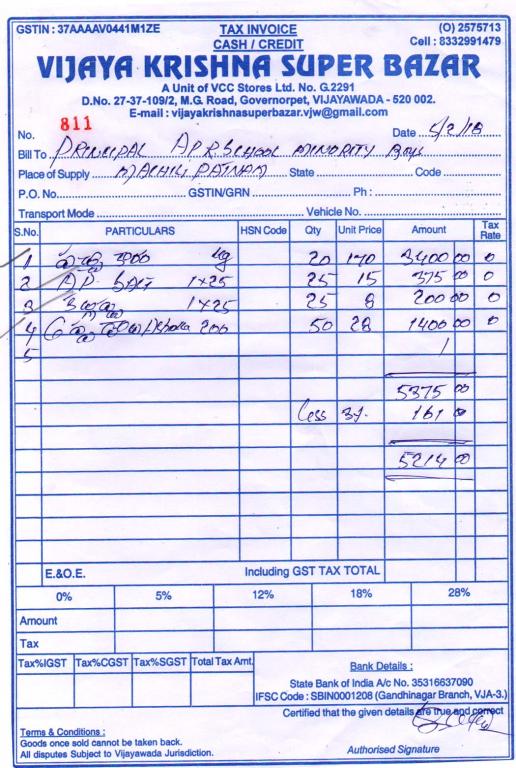 GSTIN : 37AAAAV0441M1ZE TAX INVOICE (O) 2575713
CASH / CREDIT Cell : 8332991479
VIJAYA KRISHNA SUPER BAZAR
A Unit of VCC Stores Ltd. No. G.2291
D.No. 27-37-109/2, M.G. Road, Governorpet, VIJAYAWADA - 520 002.
E-mail : vijayakrishnasuperbazar.vjw@gmail.com
No. 811 Date 5/2/18
Bill To PRINCIPAL APR SCHOOL MINORITY Boys
Place of Supply MACHILIPATNAM State Code
P.O. No. GSTIN/GRN Ph :
Transport Mode Vehicle No.
S.No. PARTICULARS HSN Code Qty Unit Price Amount Tax Rate
1 kg 20 170 3400 00 0
2 AP SALT 1x25 25 15 375 00 0
3 1x25 25 8 200 00 0
4 200 50 28 1400 00 0
5
5375 00
Less 3% 161 0
5214 00
E.&O.E. Including GST TAX TOTAL
0% 5% 12% 18% 28%
Amount
Tax
Tax%IGST Tax%CGST Tax%SGST Total Tax Amt.
Bank Details :
State Bank of India A/c No. 35316637090
IFSC Code : SBIN0001208 (Gandhinagar Branch, VJA-3.)
Certified that the given details are true and correct
Terms & Conditions :
Goods once sold cannot be taken back.
All disputes Subject to Vijayawada Jurisdiction.
Authorised Signature